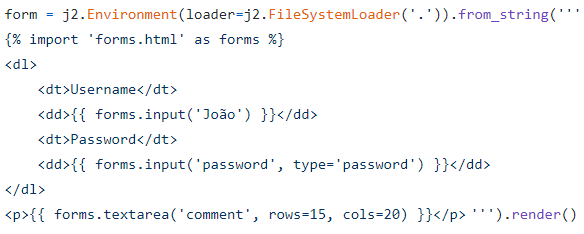 form = j2.Environment(loader=j2.FileSystemLoader('.')).from_string('''
{% import 'forms.html' as forms %}
<dl>
    <dt>Username</dt>
    <dd>{{ forms.input('João') }}</dd>
    <dt>Password</dt>
    <dd>{{ forms.input('password', type='password') }}</dd>
</dl>
<p>{{ forms.textarea('comment', rows=15, cols=20) }}</p> ''').render()